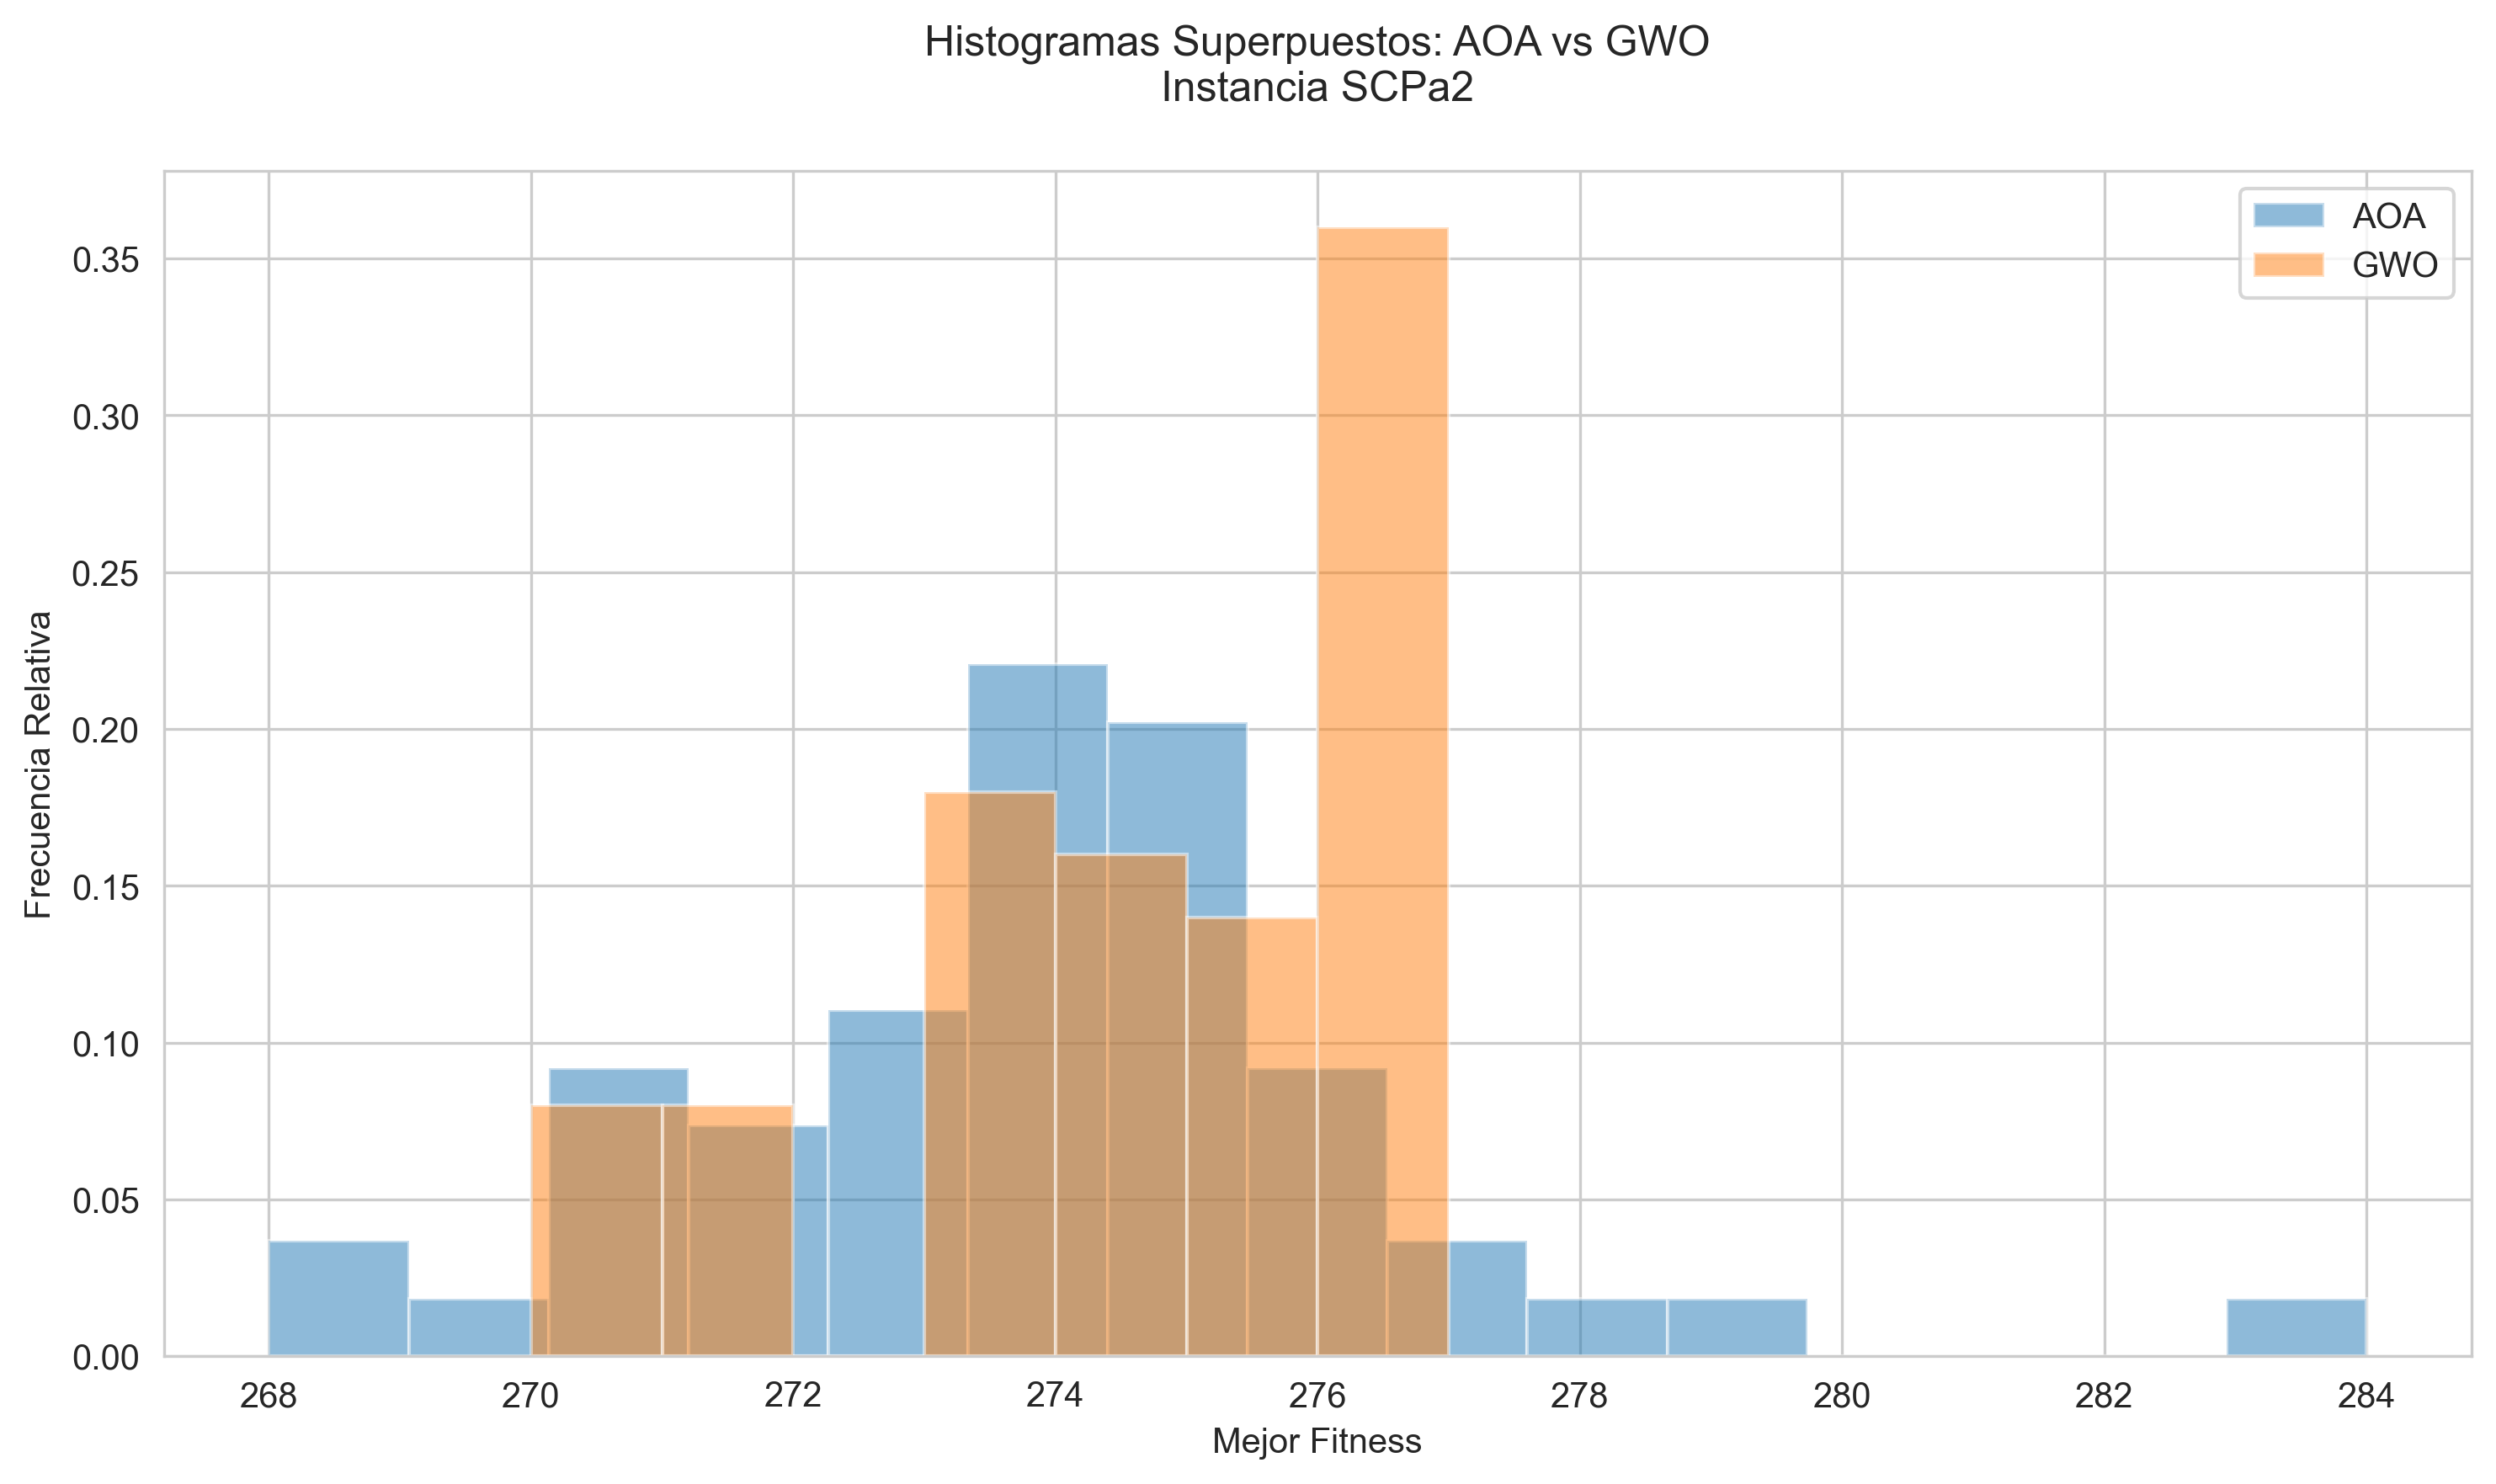 Histogramas Superpuestos: AOA vs GWO
Instancia SCPa2
AOA
GWO
Frecuencia Relativa
0.35
0.30
0.25
0.20
0.15
0.10
0.05
0.00
268 270 272 274 276 278 280 282 284
Mejor Fitness